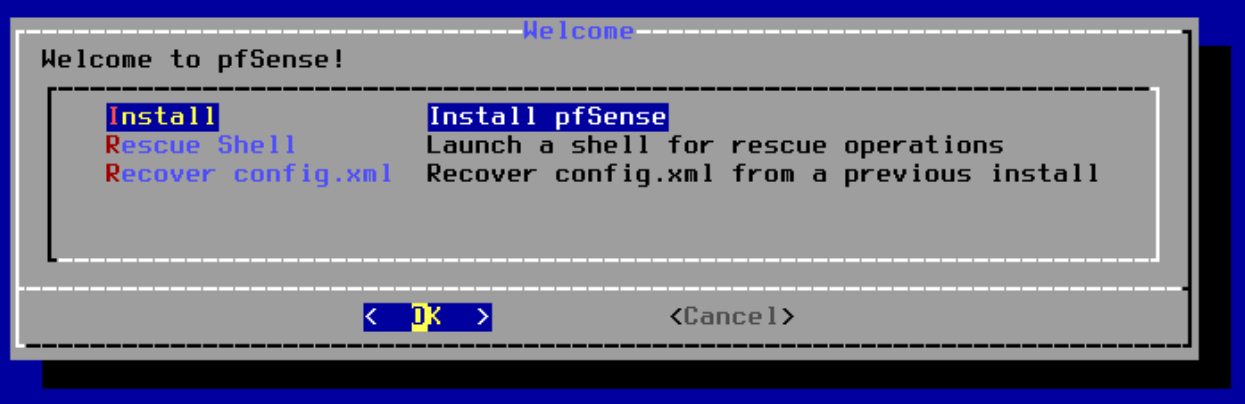 Welcome
Welcome to pfSense!
Install Install pfSense
Rescue Shell Launch a shell for rescue operations
Recover config.xml Recover config.xml from a previous install
< OK > <Cancel>